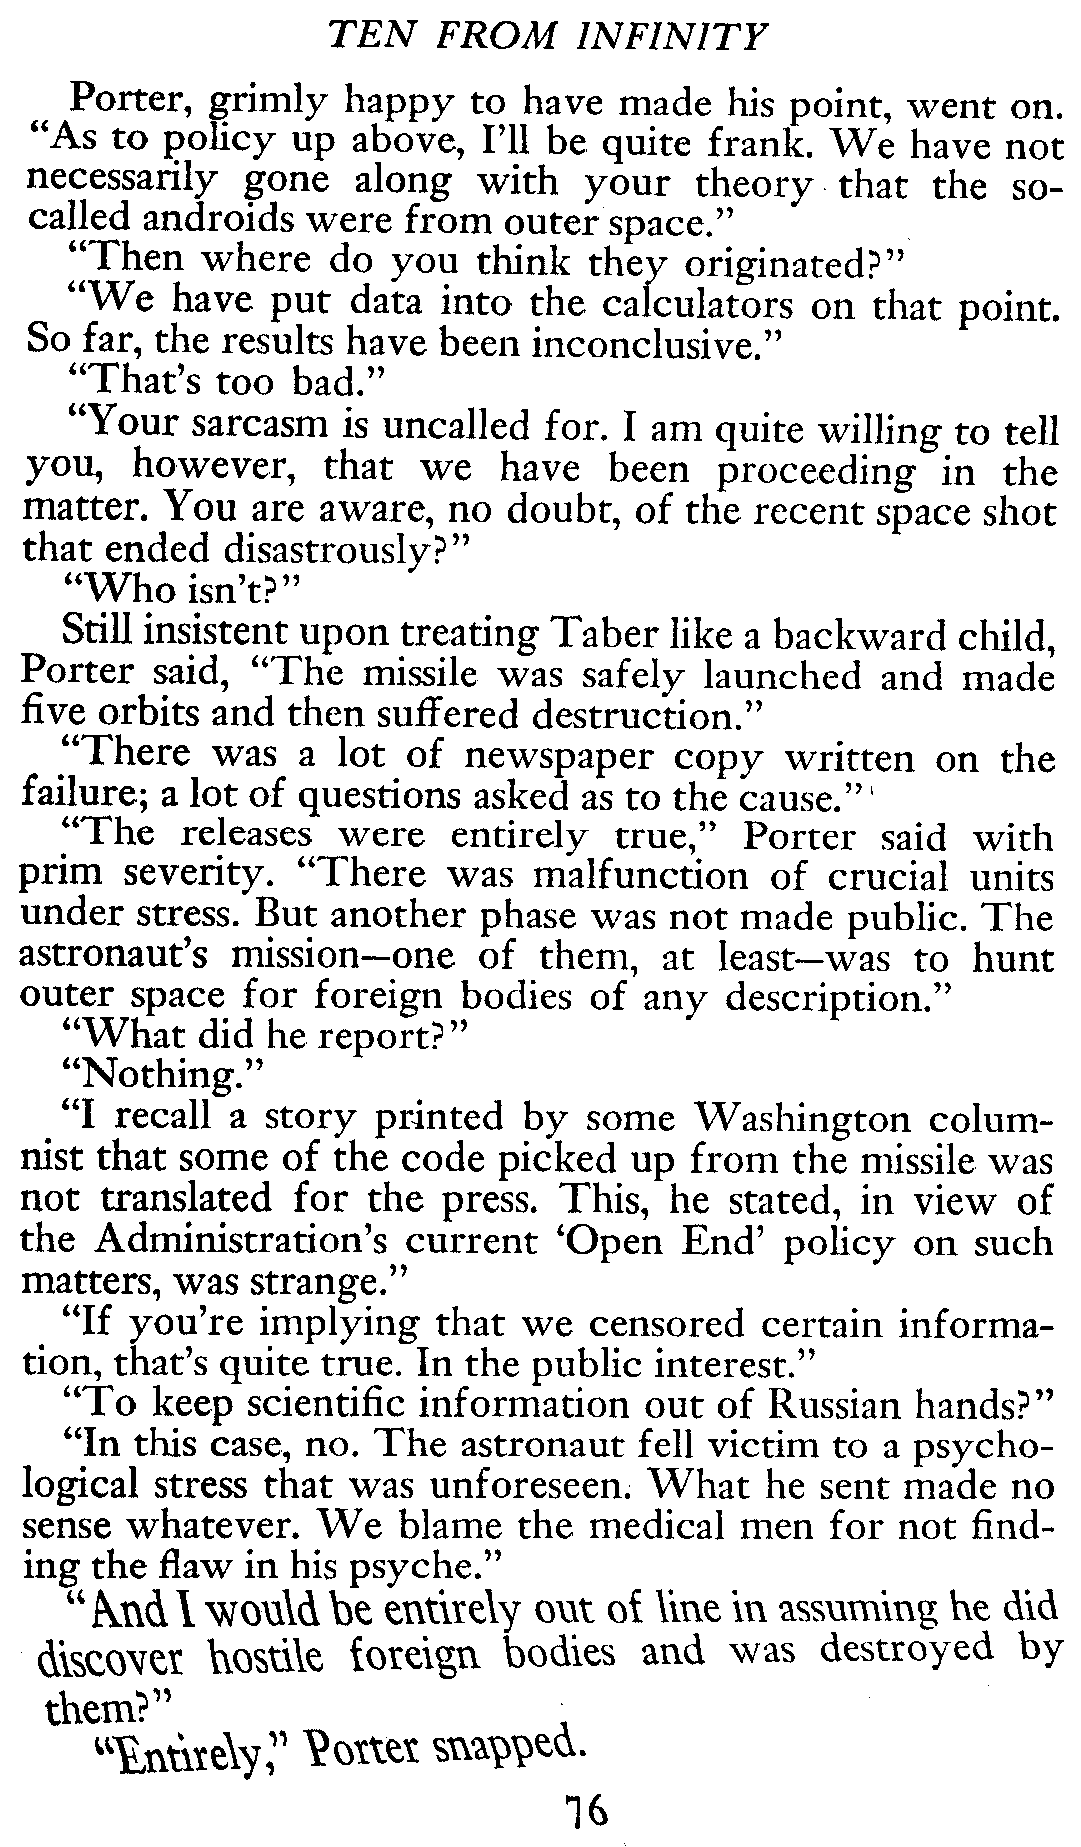 TEN FROM INFINITY
Porter, grimly happy to have made his point, went on.
“As to policy up above, I’ll be quite frank. We have not
necessarily gone along with your theory that the so-
called androids were from outer space.”
“Then where do you think they originated?”
“We have put data into the calculators on that point.
So far, the results have been inconclusive.”
“That’s too bad.”
“Your sarcasm is uncalled for. I am quite willing to tell
you, however, that we have been proceeding in the
matter. You are aware, no doubt, of the recent space shot
that ended disastrously?”
“Who isn’t?”
Still insistent upon treating Taber like a backward child,
Porter said, “The missile was safely launched and made
five orbits and then suffered destruction.”
“There was a lot of newspaper copy written on the
failure; a lot of questions asked as to the cause.”
“The releases were entirely true,” Porter said with
prim severity. “There was malfunction of crucial units
under stress. But another phase was not made public. The
astronaut’s mission—one of them, at least—was to hunt
outer space for foreign bodies of any description.”
“What did he report?”
“Nothing.”
“I recall a story printed by some Washington colum-
nist that some of the code picked up from the missile was
not translated for the press. This, he stated, in view of
the Administration’s current ‘Open End’ policy on such
matters, was strange.”
“If you’re implying that we censored certain informa-
tion, that’s quite true. In the public interest.”
“To keep scientific information out of Russian hands?”
“In this case, no. The astronaut fell victim to a psycho-
logical stress that was unforeseen. What he sent made no
sense whatever. We blame the medical men for not find-
ing the flaw in his psyche.”
“And I would be entirely out of line in assuming he did
discover hostile foreign bodies and was destroyed by
them?”
“Entirely,” Porter snapped.
76